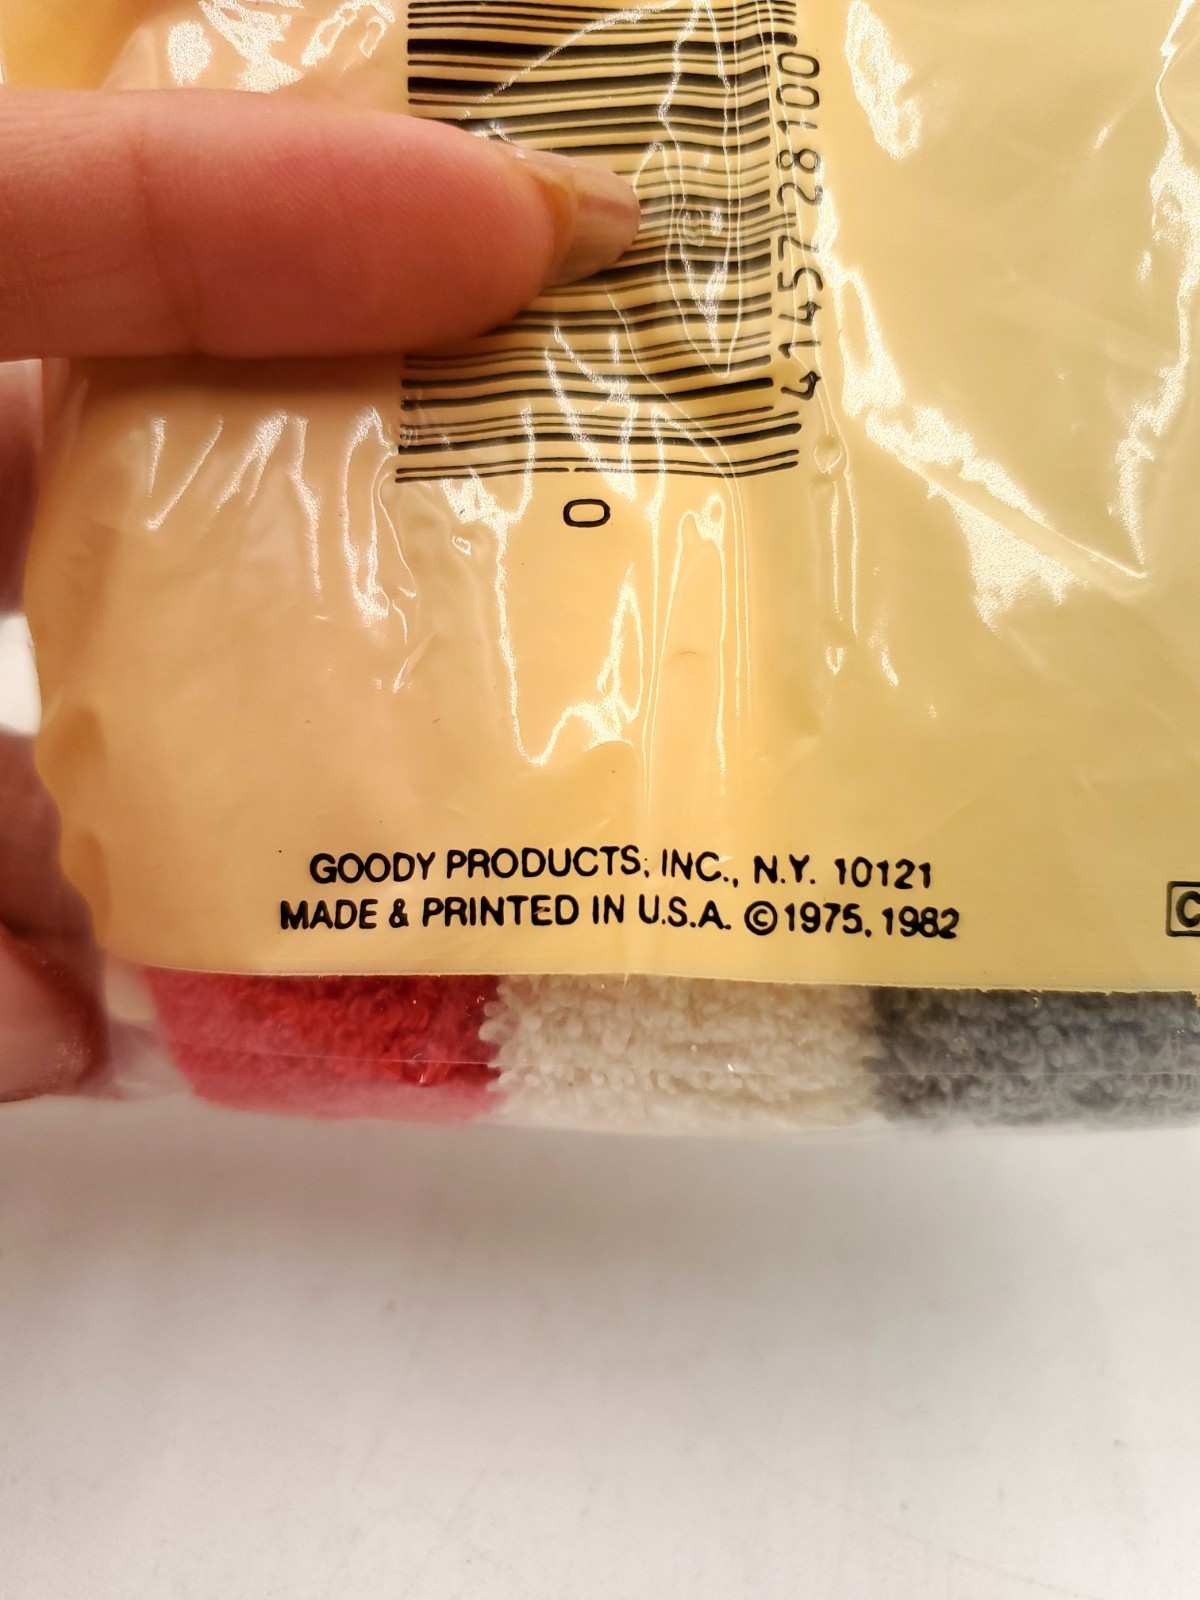 41457 28100
0
GOODY PRODUCTS, INC., N.Y. 10121
MADE & PRINTED IN U.S.A. ©1975, 1982
C